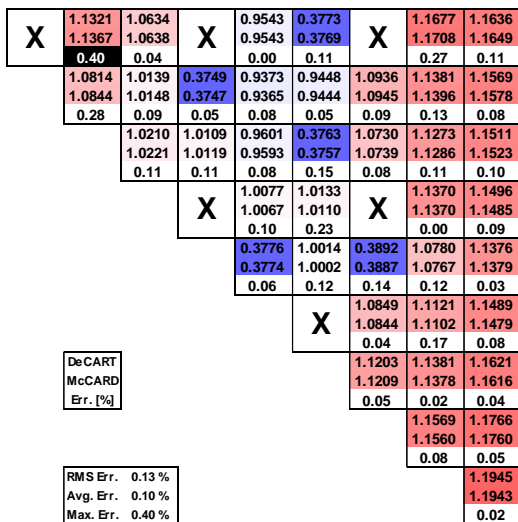 X 1.1321 1.0634 X 0.9543 0.3773 X 1.1677 1.1636
1.1367 1.0638 0.9543 0.3769 1.1708 1.1649
0.40 0.04 0.00 0.11 0.27 0.11
1.0814 1.0139 0.3749 0.9373 0.9448 1.0936 1.1381 1.1569
1.0844 1.0148 0.3747 0.9365 0.9444 1.0945 1.1396 1.1578
0.28 0.09 0.05 0.08 0.05 0.09 0.13 0.08
1.0210 1.0109 0.9601 0.3763 1.0730 1.1273 1.1511
1.0221 1.0119 0.9593 0.3757 1.0739 1.1286 1.1523
0.11 0.11 0.08 0.15 0.08 0.11 0.10
X 1.0077 1.0133 X 1.1370 1.1496
1.0067 1.0110 1.1370 1.1485
0.10 0.23 0.00 0.09
0.3776 1.0014 0.3892 1.0780 1.1376
0.3774 1.0002 0.3887 1.0767 1.1379
0.06 0.12 0.14 0.12 0.03
X 1.0849 1.1121 1.1489
1.0844 1.1102 1.1479
0.04 0.17 0.08
DeCART 1.1203 1.1381 1.1621
McCARD 1.1209 1.1378 1.1616
Err. [%] 0.05 0.02 0.04
1.1569 1.1766
1.1560 1.1760
0.08 0.05
RMS Err. 0.13 % 1.1945
Avg. Err. 0.10 % 1.1943
Max. Err. 0.40 % 0.02